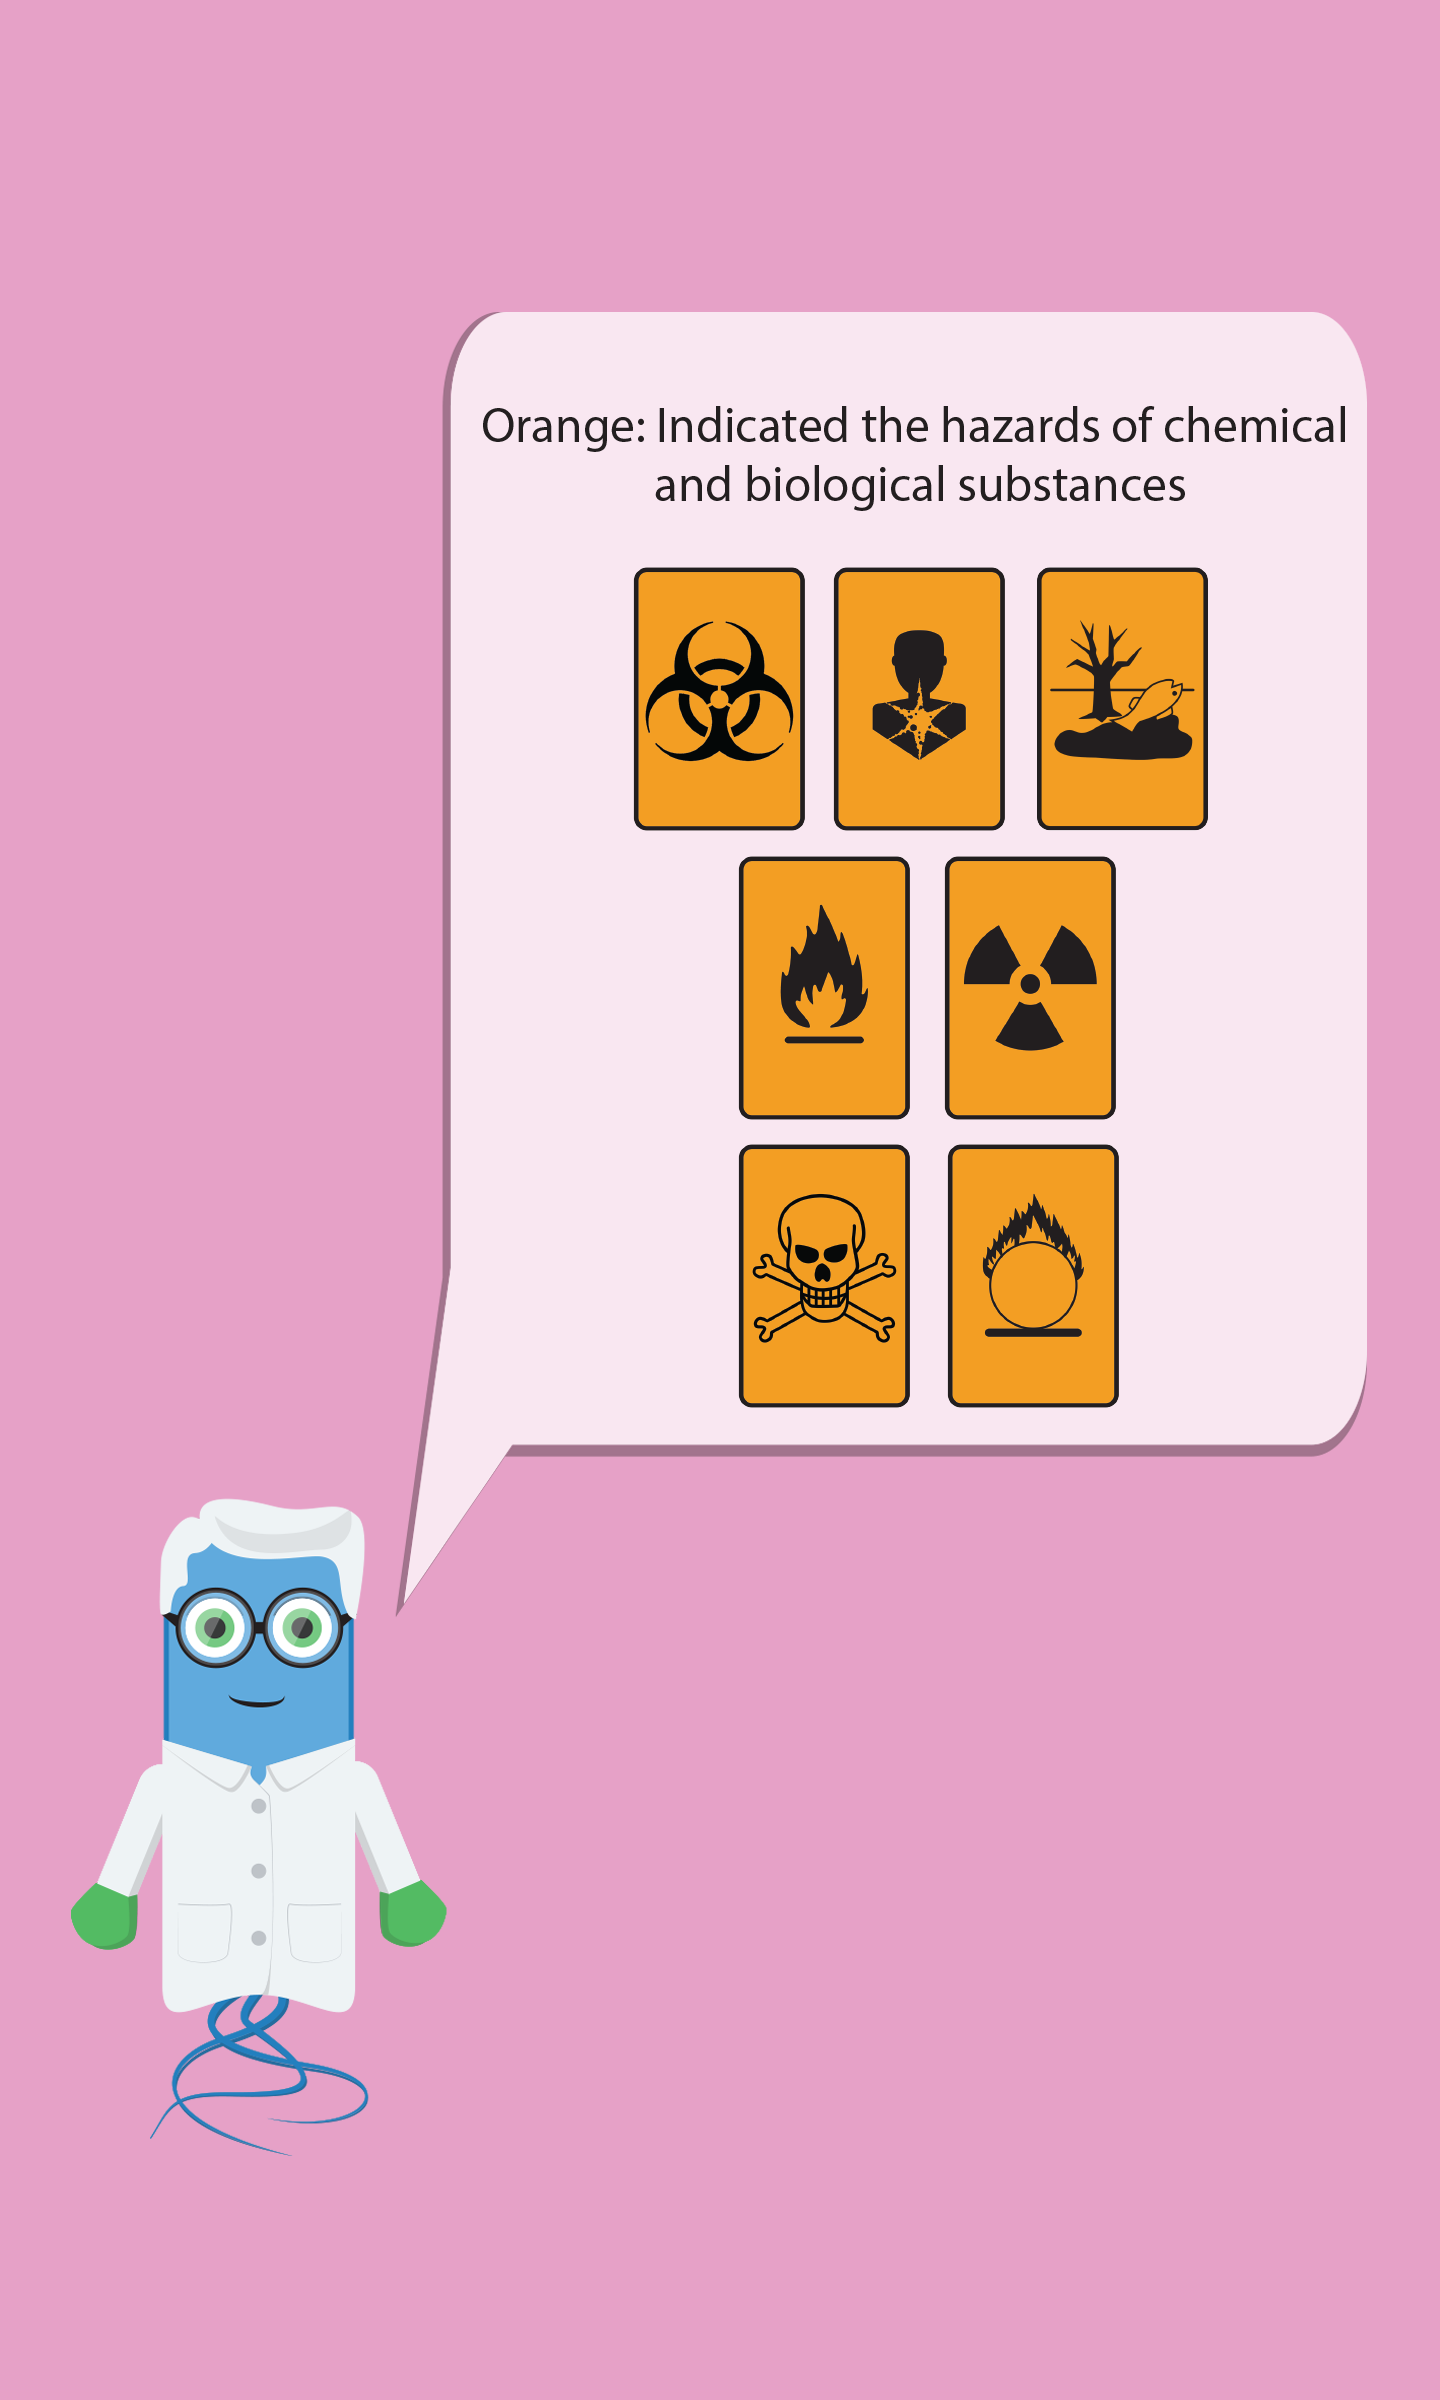 Orange: Indicated the hazards of chemical
and biological substances